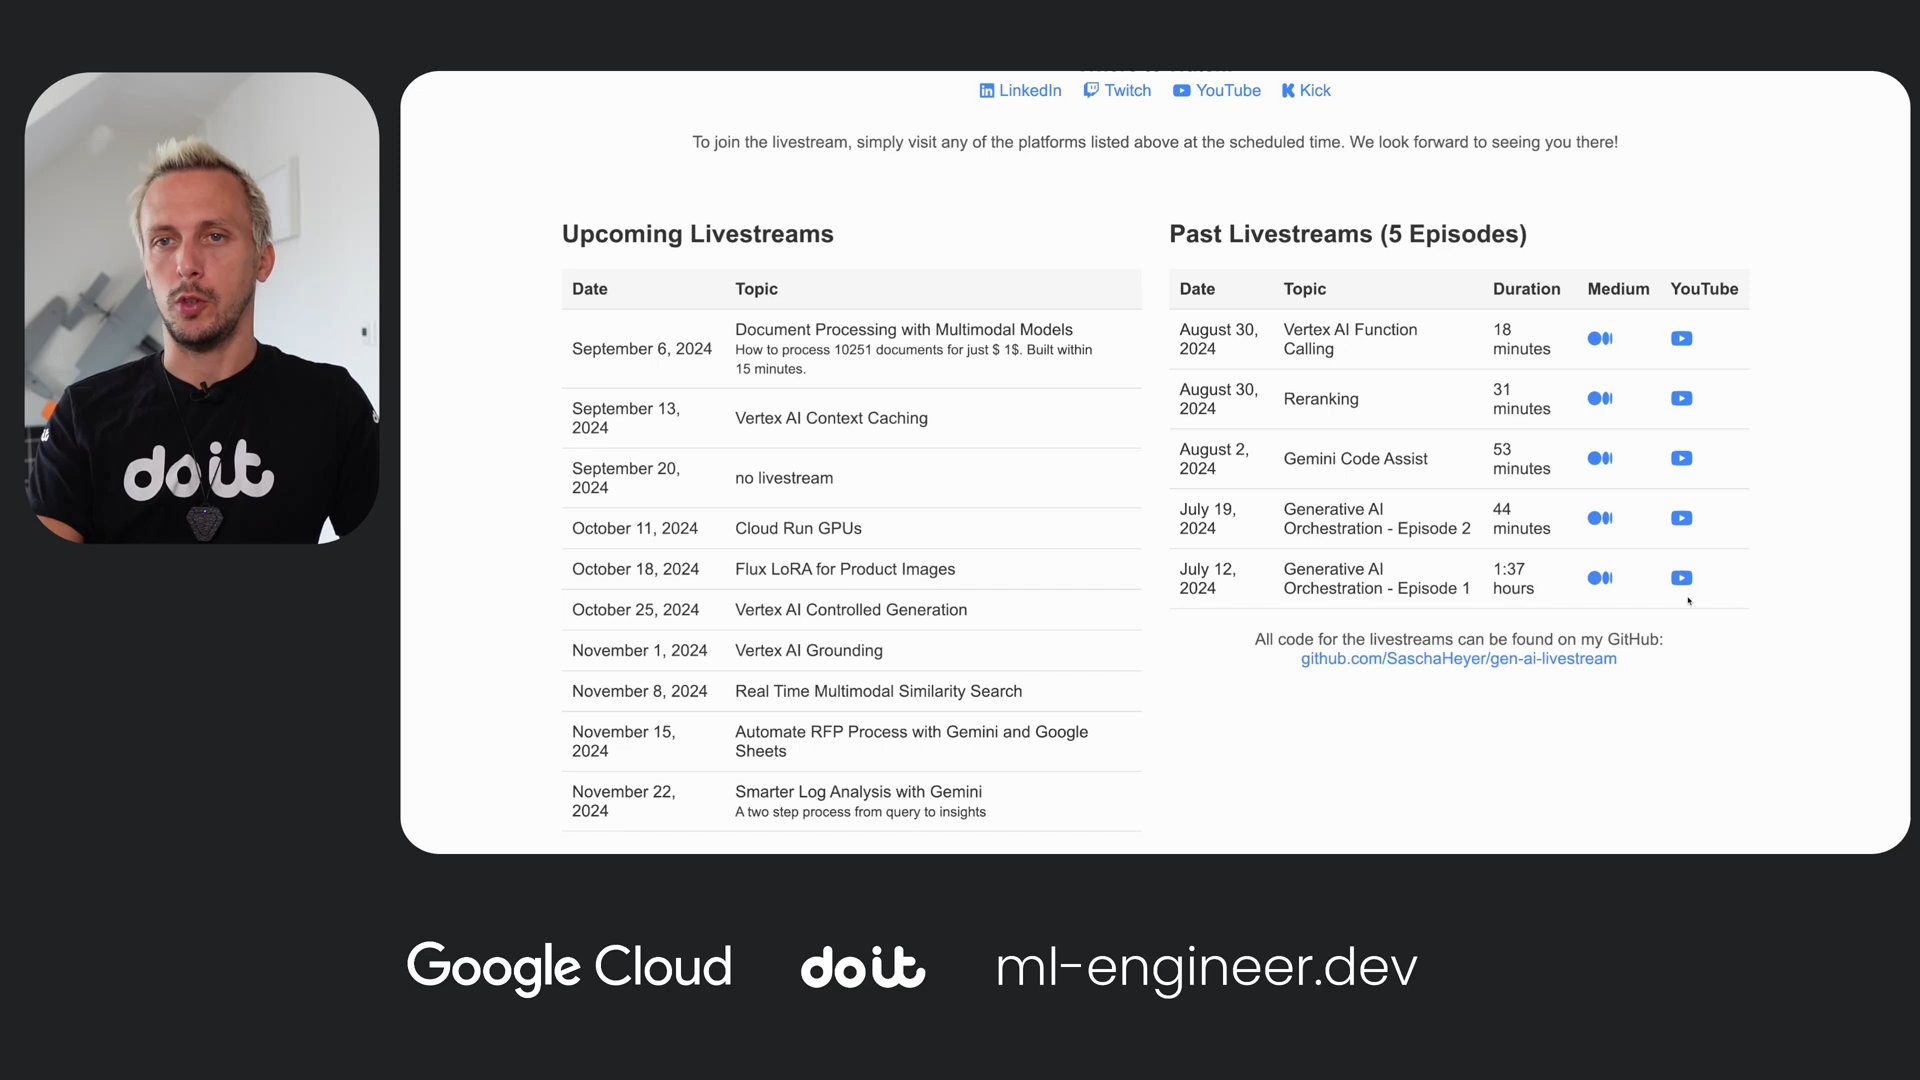 LinkedIn Twitch YouTube Kick
To join the livestream, simply visit any of the platforms listed above at the scheduled time. We look forward to seeing you there!
Upcoming Livestreams
Date Topic
September 6, 2024
Document Processing with Multimodal Models
How to process 10251 documents for just $ 1$. Built within
15 minutes.
September 13,
2024
Vertex AI Context Caching
September 20,
2024
no livestream
October 11, 2024 Cloud Run GPUs
October 18, 2024 Flux LoRA for Product Images
October 25, 2024 Vertex AI Controlled Generation
November 1, 2024 Vertex AI Grounding
November 8, 2024 Real Time Multimodal Similarity Search
November 15,
2024
Automate RFP Process with Gemini and Google
Sheets
November 22,
2024
Smarter Log Analysis with Gemini
A two step process from query to insights
Past Livestreams (5 Episodes)
Date Topic Duration Medium YouTube
August 30,
2024
Vertex AI Function
Calling
18
minutes
August 30,
2024
Reranking
31
minutes
August 2,
2024
Gemini Code Assist
53
minutes
July 19,
2024
Generative AI
Orchestration - Episode 2
44
minutes
July 12,
2024
Generative AI
Orchestration - Episode 1
1:37
hours
All code for the livestreams can be found on my GitHub:
github.com/SaschaHeyer/gen-ai-livestream
doit
Google Cloud doit ml-engineer.dev